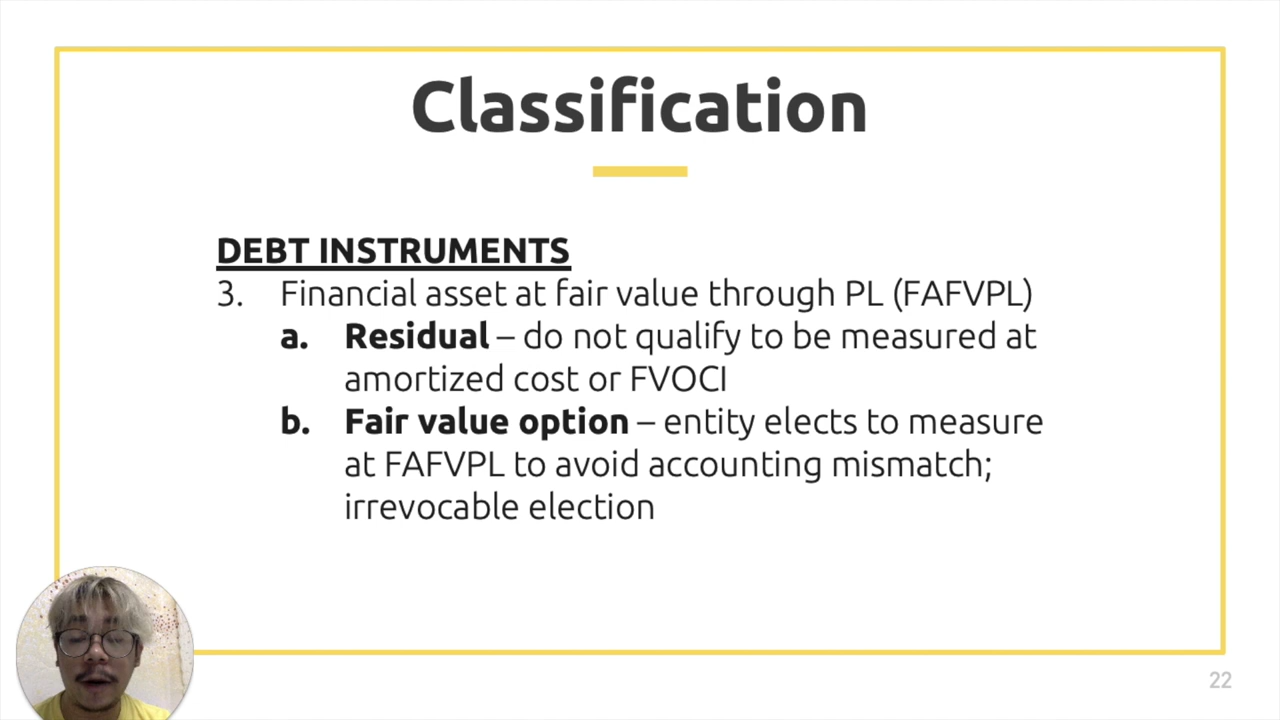 Classification
DEBT INSTRUMENTS
3. Financial asset at fair value through PL (FAFVPL)
a. Residual – do not qualify to be measured at
amortized cost or FVOCI
b. Fair value option – entity elects to measure
at FAFVPL to avoid accounting mismatch;
irrevocable election
22